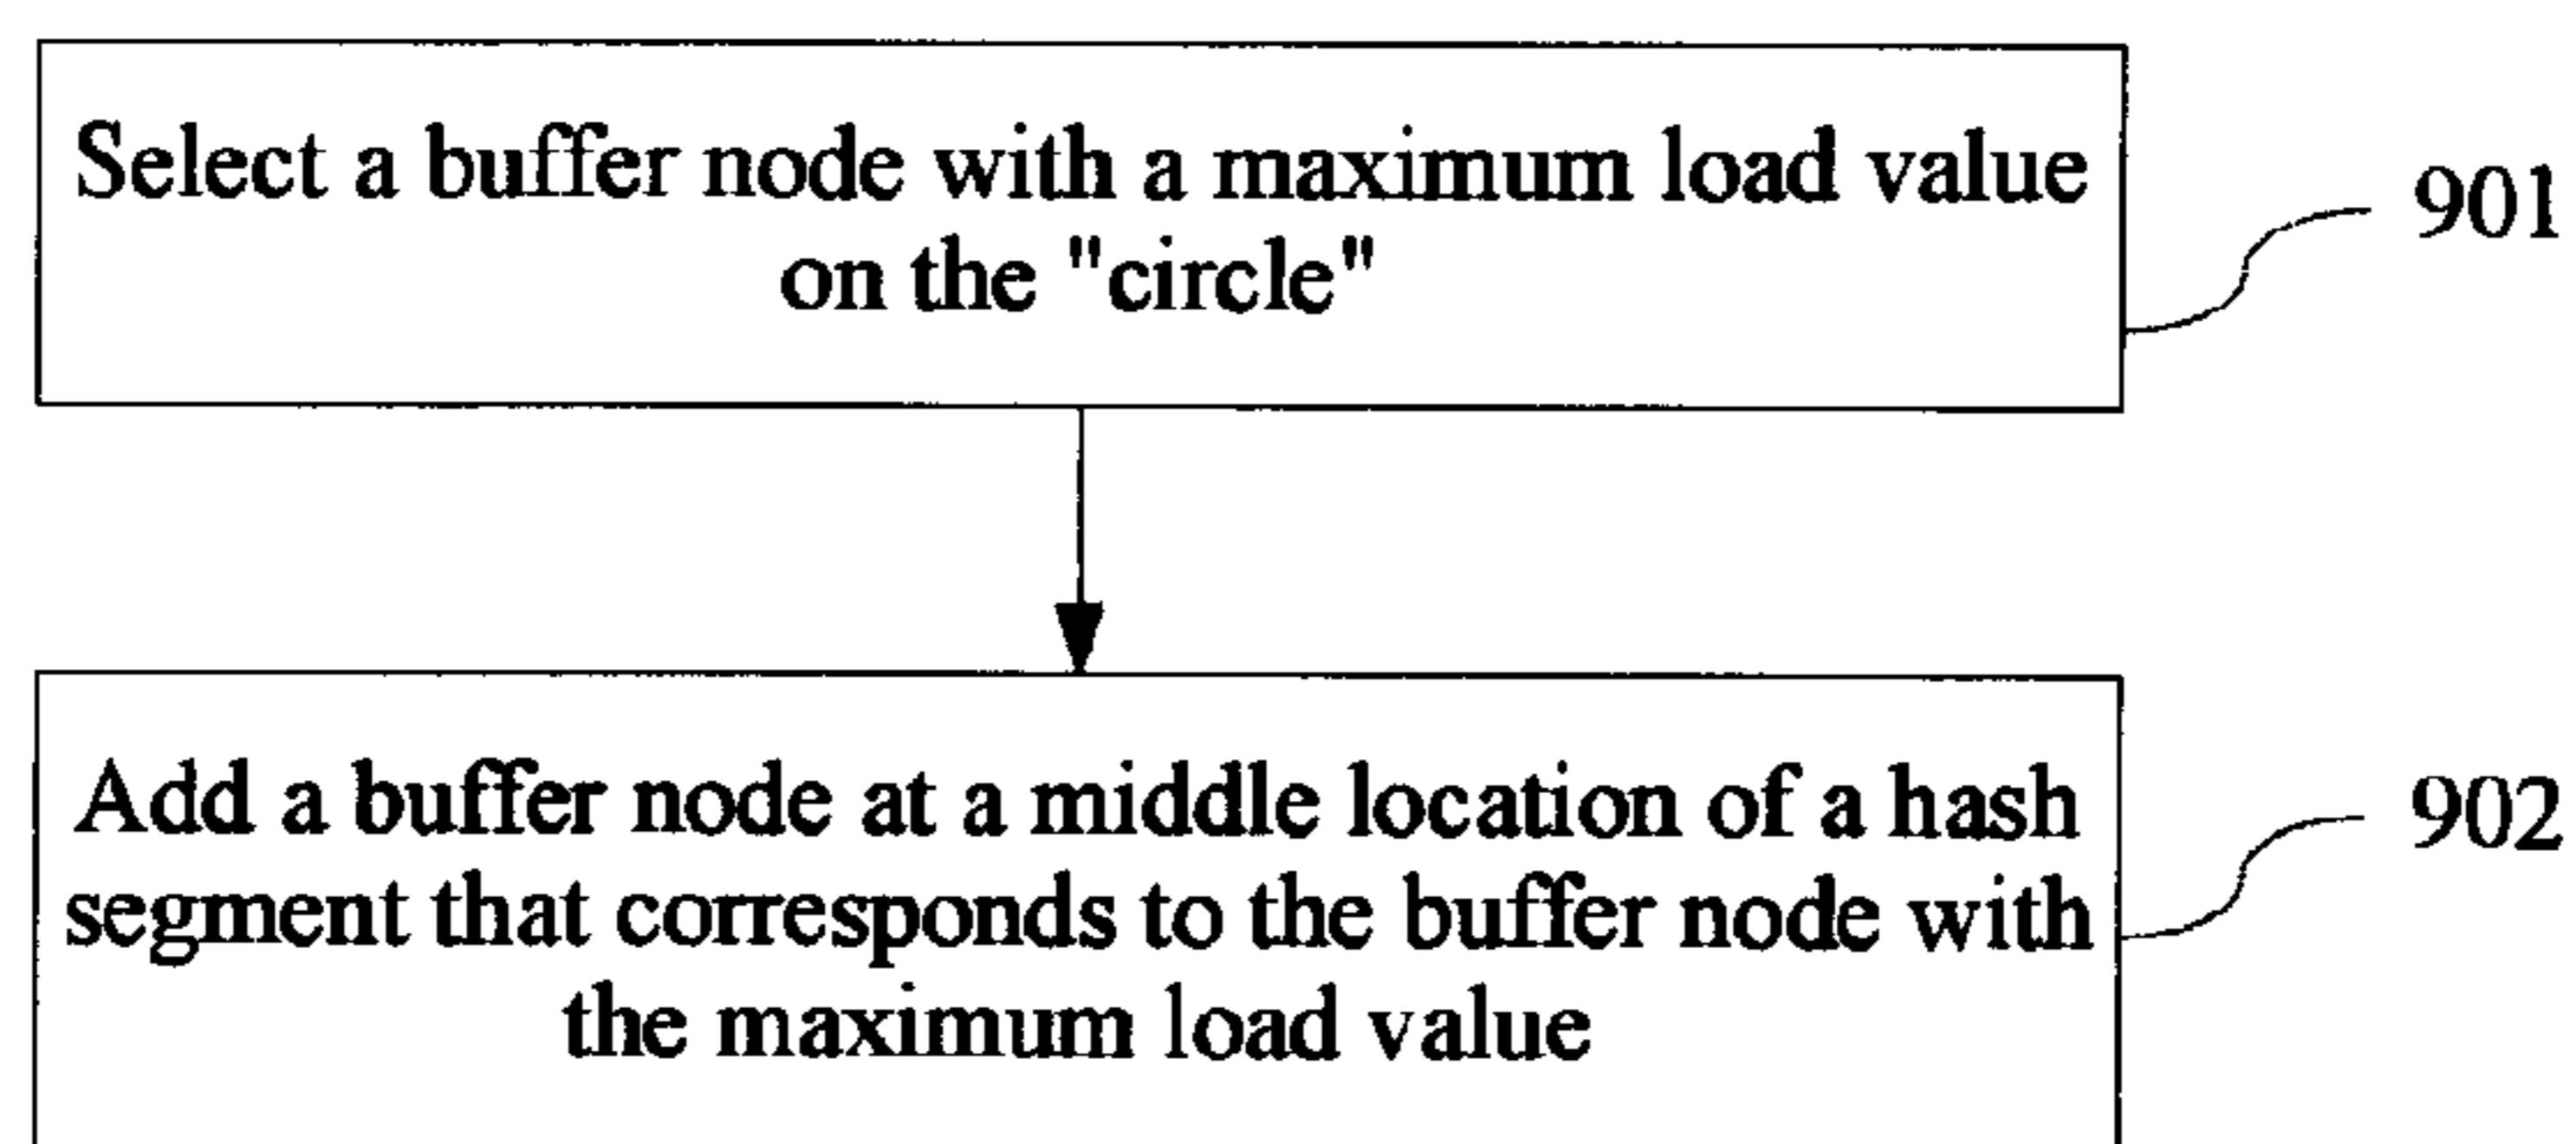 Select a buffer node with a maximum load value
on the "circle"
901
Add a buffer node at a middle location of a hash
segment that corresponds to the buffer node with
the maximum load value
902